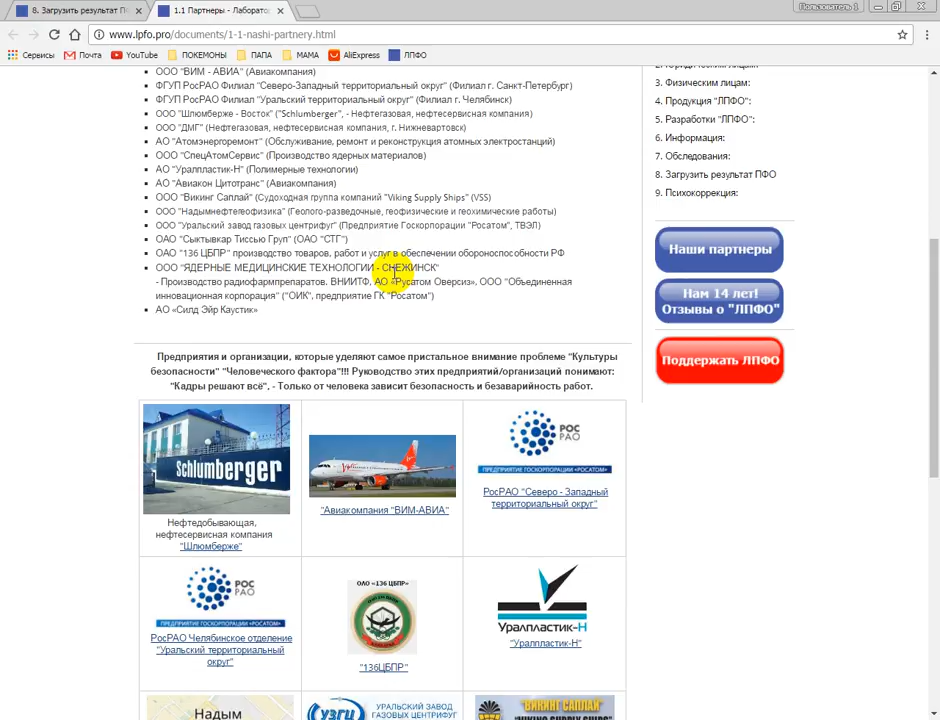 8. Загрузить результат П
1.1 Партнеры - Лаборато
Пользователь 1
www.lpfo.pro/documents/1-1-nashi-partnery.html
Сервисы
Почта
YouTube
ПОКЕМОНЫ
ПАПА
МАМА
AliExpress
ЛПФО
ООО "ВИМ - АВИА" (Авиакомпания)
ФГУП РосРАО Филиал "Северо-Западный территориальный округ" (Филиал г. Санкт-Петербург)
ФГУП РосРАО Филиал "Уральский территориальный округ" (Филиал г. Челябинск)
ООО "Шлюмберже - Восток" ("Schlumberger", - Нефтегазовая, нефтесервисная компания)
ООО "ДМГ" (Нефтегазовая, нефтесервисная компания, г. Нижневартовск)
АО "Атомэнергоремонт" (Обслуживание, ремонт и реконструкция атомных электростанций)
ООО "СпецАтомСервис" (Производство ядерных материалов)
АО "Уралпластик-Н" (Полимерные технологии)
АО "Авиакон Цитотранс" (Авиакомпания)
ООО "Викинг Саплай" (Судоходная группа компаний "Viking Supply Ships" (VSS)
ООО "Надымнефтегеофизика" (Геолого-разведочные, геофизические и геохимические работы)
ООО "Уральский завод газовых центрифуг" (Предприятие Госкорпорации "Росатом", ТВЭЛ)
ОАО "Сыктывкар Тиссью Груп" (ОАО "СТГ")
ОАО "136 ЦБПР" производство товаров, работ и услуг в обеспечении обороноспособности РФ
ООО "ЯДЕРНЫЕ МЕДИЦИНСКИЕ ТЕХНОЛОГИИ - СНЕЖИНСК"
- Производство радиофармпрепаратов. ВНИИТФ, АО «Русатом Оверсиз», ООО "Объединенная
инновационная корпорация" ("ОИК", предприятие ГК "Росатом")
АО «Силд Эйр Каустик»
Предприятия и организации, которые уделяют самое пристальное внимание проблеме "Культуры
безопасности" "Человеческого фактора"!!! Руководство этих предприятий/организаций понимают:
"Кадры решают всё", - Только от человека зависит безопасность и безаварийность работ.
Schlumberger
Нефтедобывающая,
нефтесервисная компания
"Шлюмберже"
"Авиакомпания "ВИМ-АВИА"
РОС
РАО
ПРЕДПРИЯТИЕ ГОСКОРПОРАЦИИ «РОСАТОМ»
РосРАО "Северо - Западный
территориальный округ"
РОС
РАО
ПРЕДПРИЯТИЕ ГОСКОРПОРАЦИИ «РОСАТОМ»
РосРАО Челябинское отделение
"Уральский территориальный
округ"
ОАО «136 ЦБПР»
"136ЦБПР"
Уралпластик-Н
"Уралпластик-Н"
Надым
УЗГЦ
УРАЛЬСКИЙ ЗАВОД
ГАЗОВЫХ ЦЕНТРИФУГ
"ВИКИНГ САПЛАЙ"
3. Физическим лицам:
4. Продукция "ЛПФО":
5. Разработки "ЛПФО":
6. Информация:
7. Обследования:
8. Загрузить результат ПФО
9. Психокоррекция:
Наши партнеры
Нам 14 лет!
Отзывы о "ЛПФО"
Поддержать ЛПФО